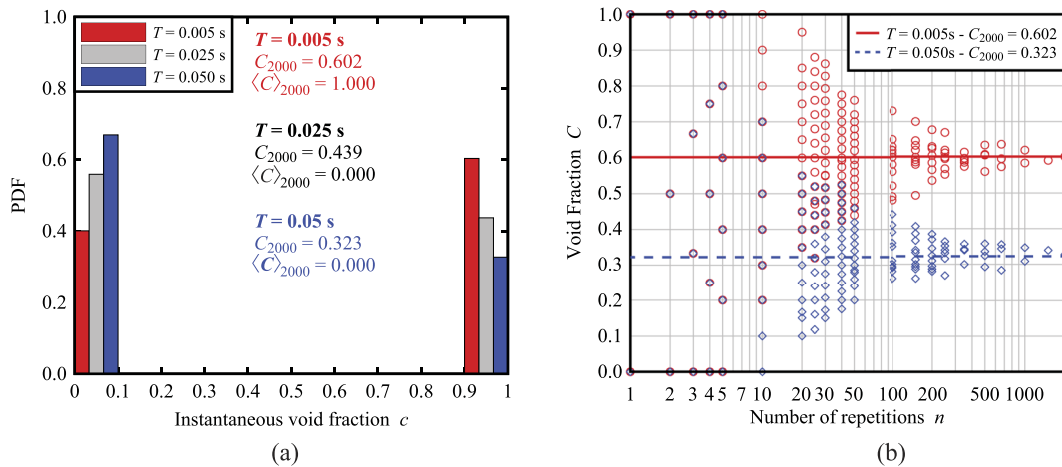 1.0
0.8
0.6
0.4
0.2
0.0
PDF
T = 0.005 s
T = 0.025 s
T = 0.050 s
T = 0.005 s
C2000 = 0.602
⟨C⟩2000 = 1.000
T = 0.025 s
C2000 = 0.439
⟨C⟩2000 = 0.000
T = 0.05 s
C2000 = 0.323
⟨C⟩2000 = 0.000
0 0.1 0.2 0.3 0.4 0.5 0.6 0.7 0.8 0.9 1
Instantaneous void fraction c
(a)
1.0
0.9
0.8
0.7
0.6
0.5
0.4
0.3
0.2
0.1
0.0
Void Fraction C
T = 0.005s - C2000 = 0.602
T = 0.050s - C2000 = 0.323
1 2 3 4 5 7 10 20 30 50 100 200 500 1000
Number of repetitions n
(b)